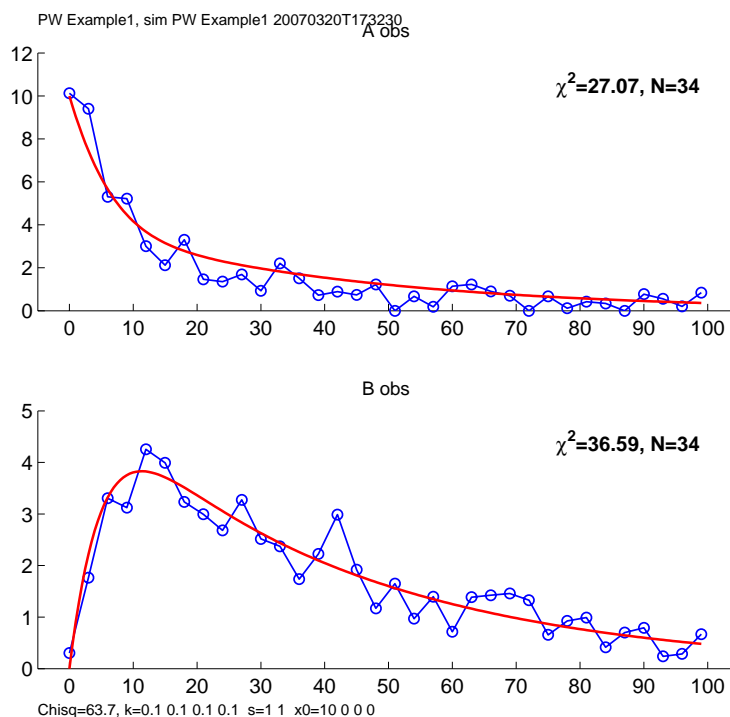 PW Example1, sim PW Example1 20070320T173230
A obs
χ²=27.07, N=34
12
10
8
6
4
2
0
0 10 20 30 40 50 60 70 80 90 100
B obs
χ²=36.59, N=34
5
4
3
2
1
0
0 10 20 30 40 50 60 70 80 90 100
Chisq=63.7, k=0.1 0.1 0.1 0.1 s=1 1 x0=10 0 0 0